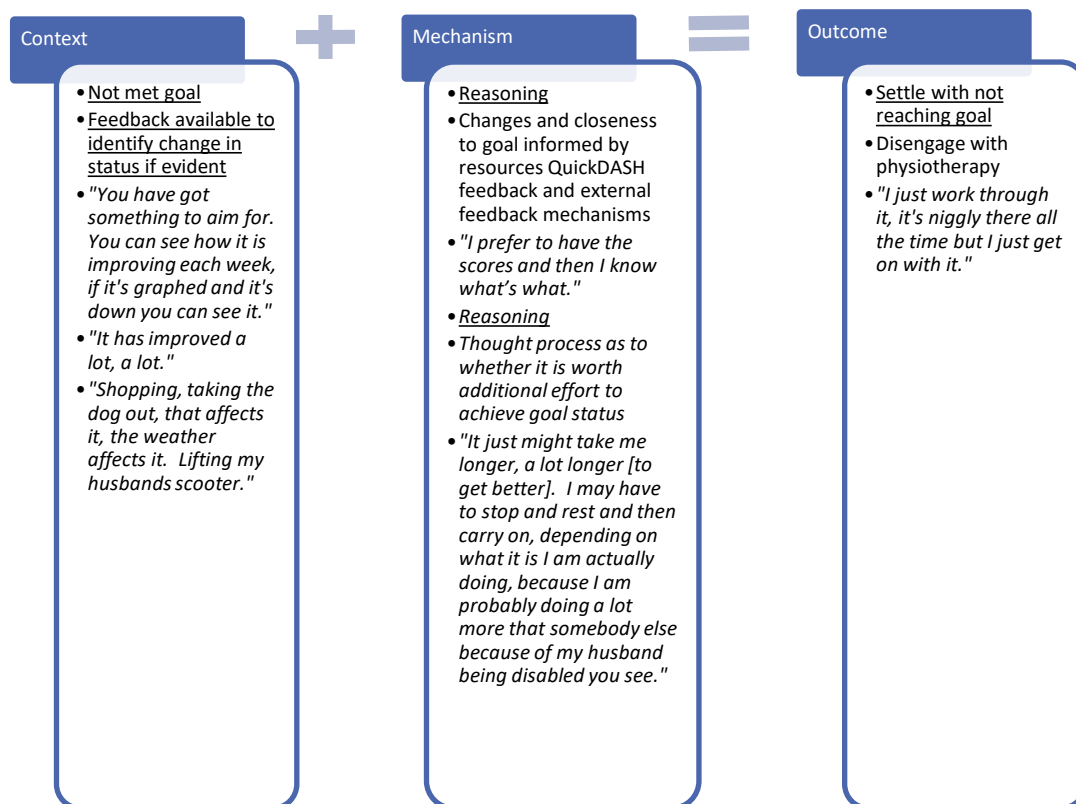 Context
•Not met goal
•Feedback available to
identify change in
status if evident
•"You have got
something to aim for.
You can see how it is
improving each week,
if it's graphed and it's
down you can see it."
•"It has improved a
lot, a lot."
•"Shopping, taking the
dog out, that affects
it, the weather
affects it.  Lifting my
husbands scooter."
+
Mechanism
•Reasoning
•Changes and closeness
to goal informed by
resources QuickDASH
feedback and external
feedback mechanisms
•"I prefer to have the
scores and then I know
what’s what."
•Reasoning
•Thought process as to
whether it is worth
additional effort to
achieve goal status
•"It just might take me
longer, a lot longer [to
get better].  I may have
to stop and rest and then
carry on, depending on
what it is I am actually
doing, because I am
probably doing a lot
more that somebody else
because of my husband
being disabled you see."
=
Outcome
•Settle with not
reaching goal
•Disengage with
physiotherapy
•"I just work through
it, it's niggly there all
the time but I just get
on with it."